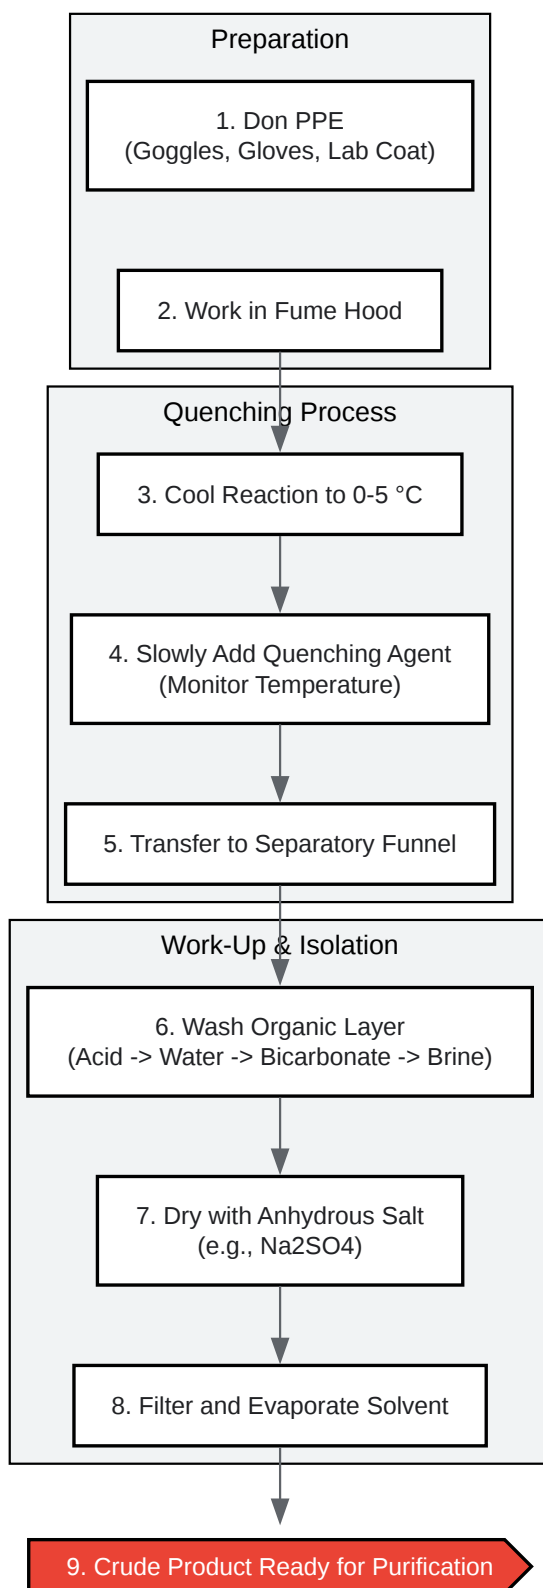 Preparation
1. Don PPE
(Goggles, Gloves, Lab Coat)
2. Work in Fume Hood
Quenching Process
3. Cool Reaction to 0-5 °C
4. Slowly Add Quenching Agent
(Monitor Temperature)
5. Transfer to Separatory Funnel
Work-Up & Isolation
6. Wash Organic Layer
(Acid -> Water -> Bicarbonate -> Brine)
7. Dry with Anhydrous Salt
(e.g., Na2SO4)
8. Filter and Evaporate Solvent
9. Crude Product Ready for Purification